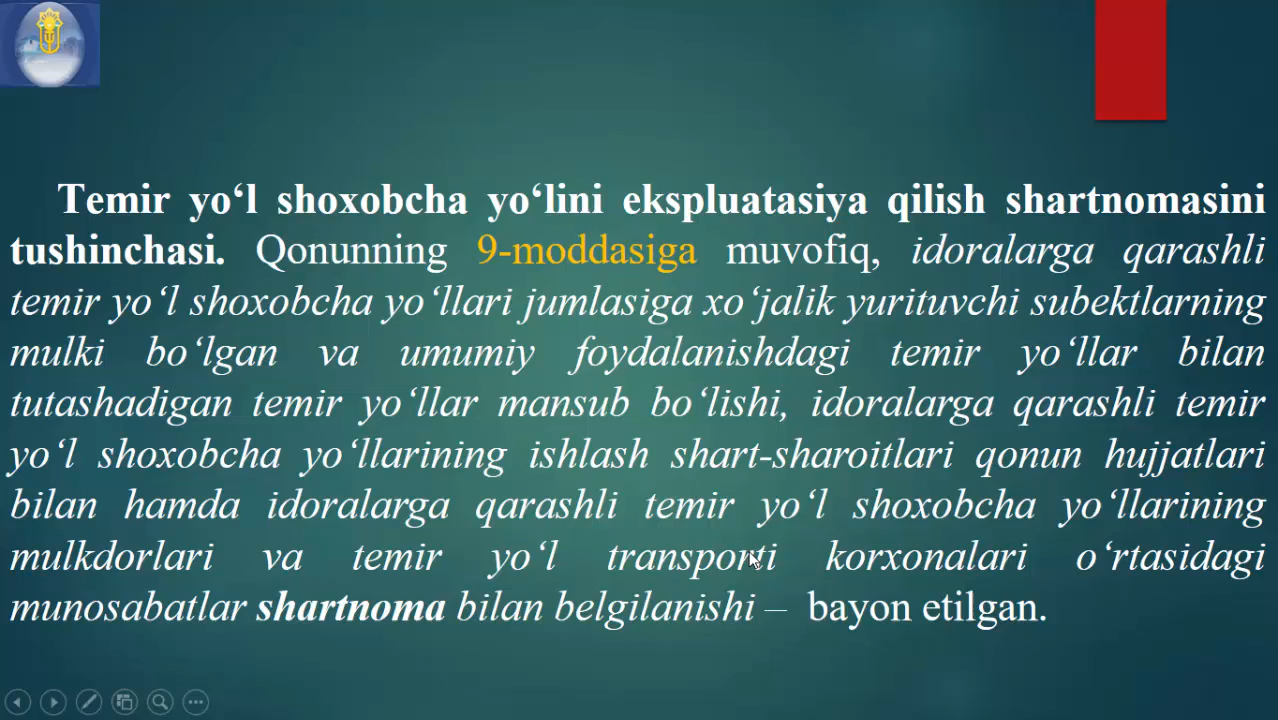 Temir yo‘l shoxobcha yo‘lini ekspluatasiya qilish shartnomasini
tushinchasi. Qonunning 9-moddasiga muvofiq, idoralarga qarashli
temir yo‘l shoxobcha yo‘llari jumlasiga xo‘jalik yurituvchi subektlarning
mulki bo‘lgan va umumiy foydalanishdagi temir yo‘llar bilan
tutashadigan temir yo‘llar mansub bo‘lishi, idoralarga qarashli temir
yo‘l shoxobcha yo‘llarining ishlash shart-sharoitlari qonun hujjatlari
bilan hamda idoralarga qarashli temir yo‘l shoxobcha yo‘llarining
mulkdorlari va temir yo‘l transporti korxonalari o‘rtasidagi
munosabatlar shartnoma bilan belgilanishi – bayon etilgan.